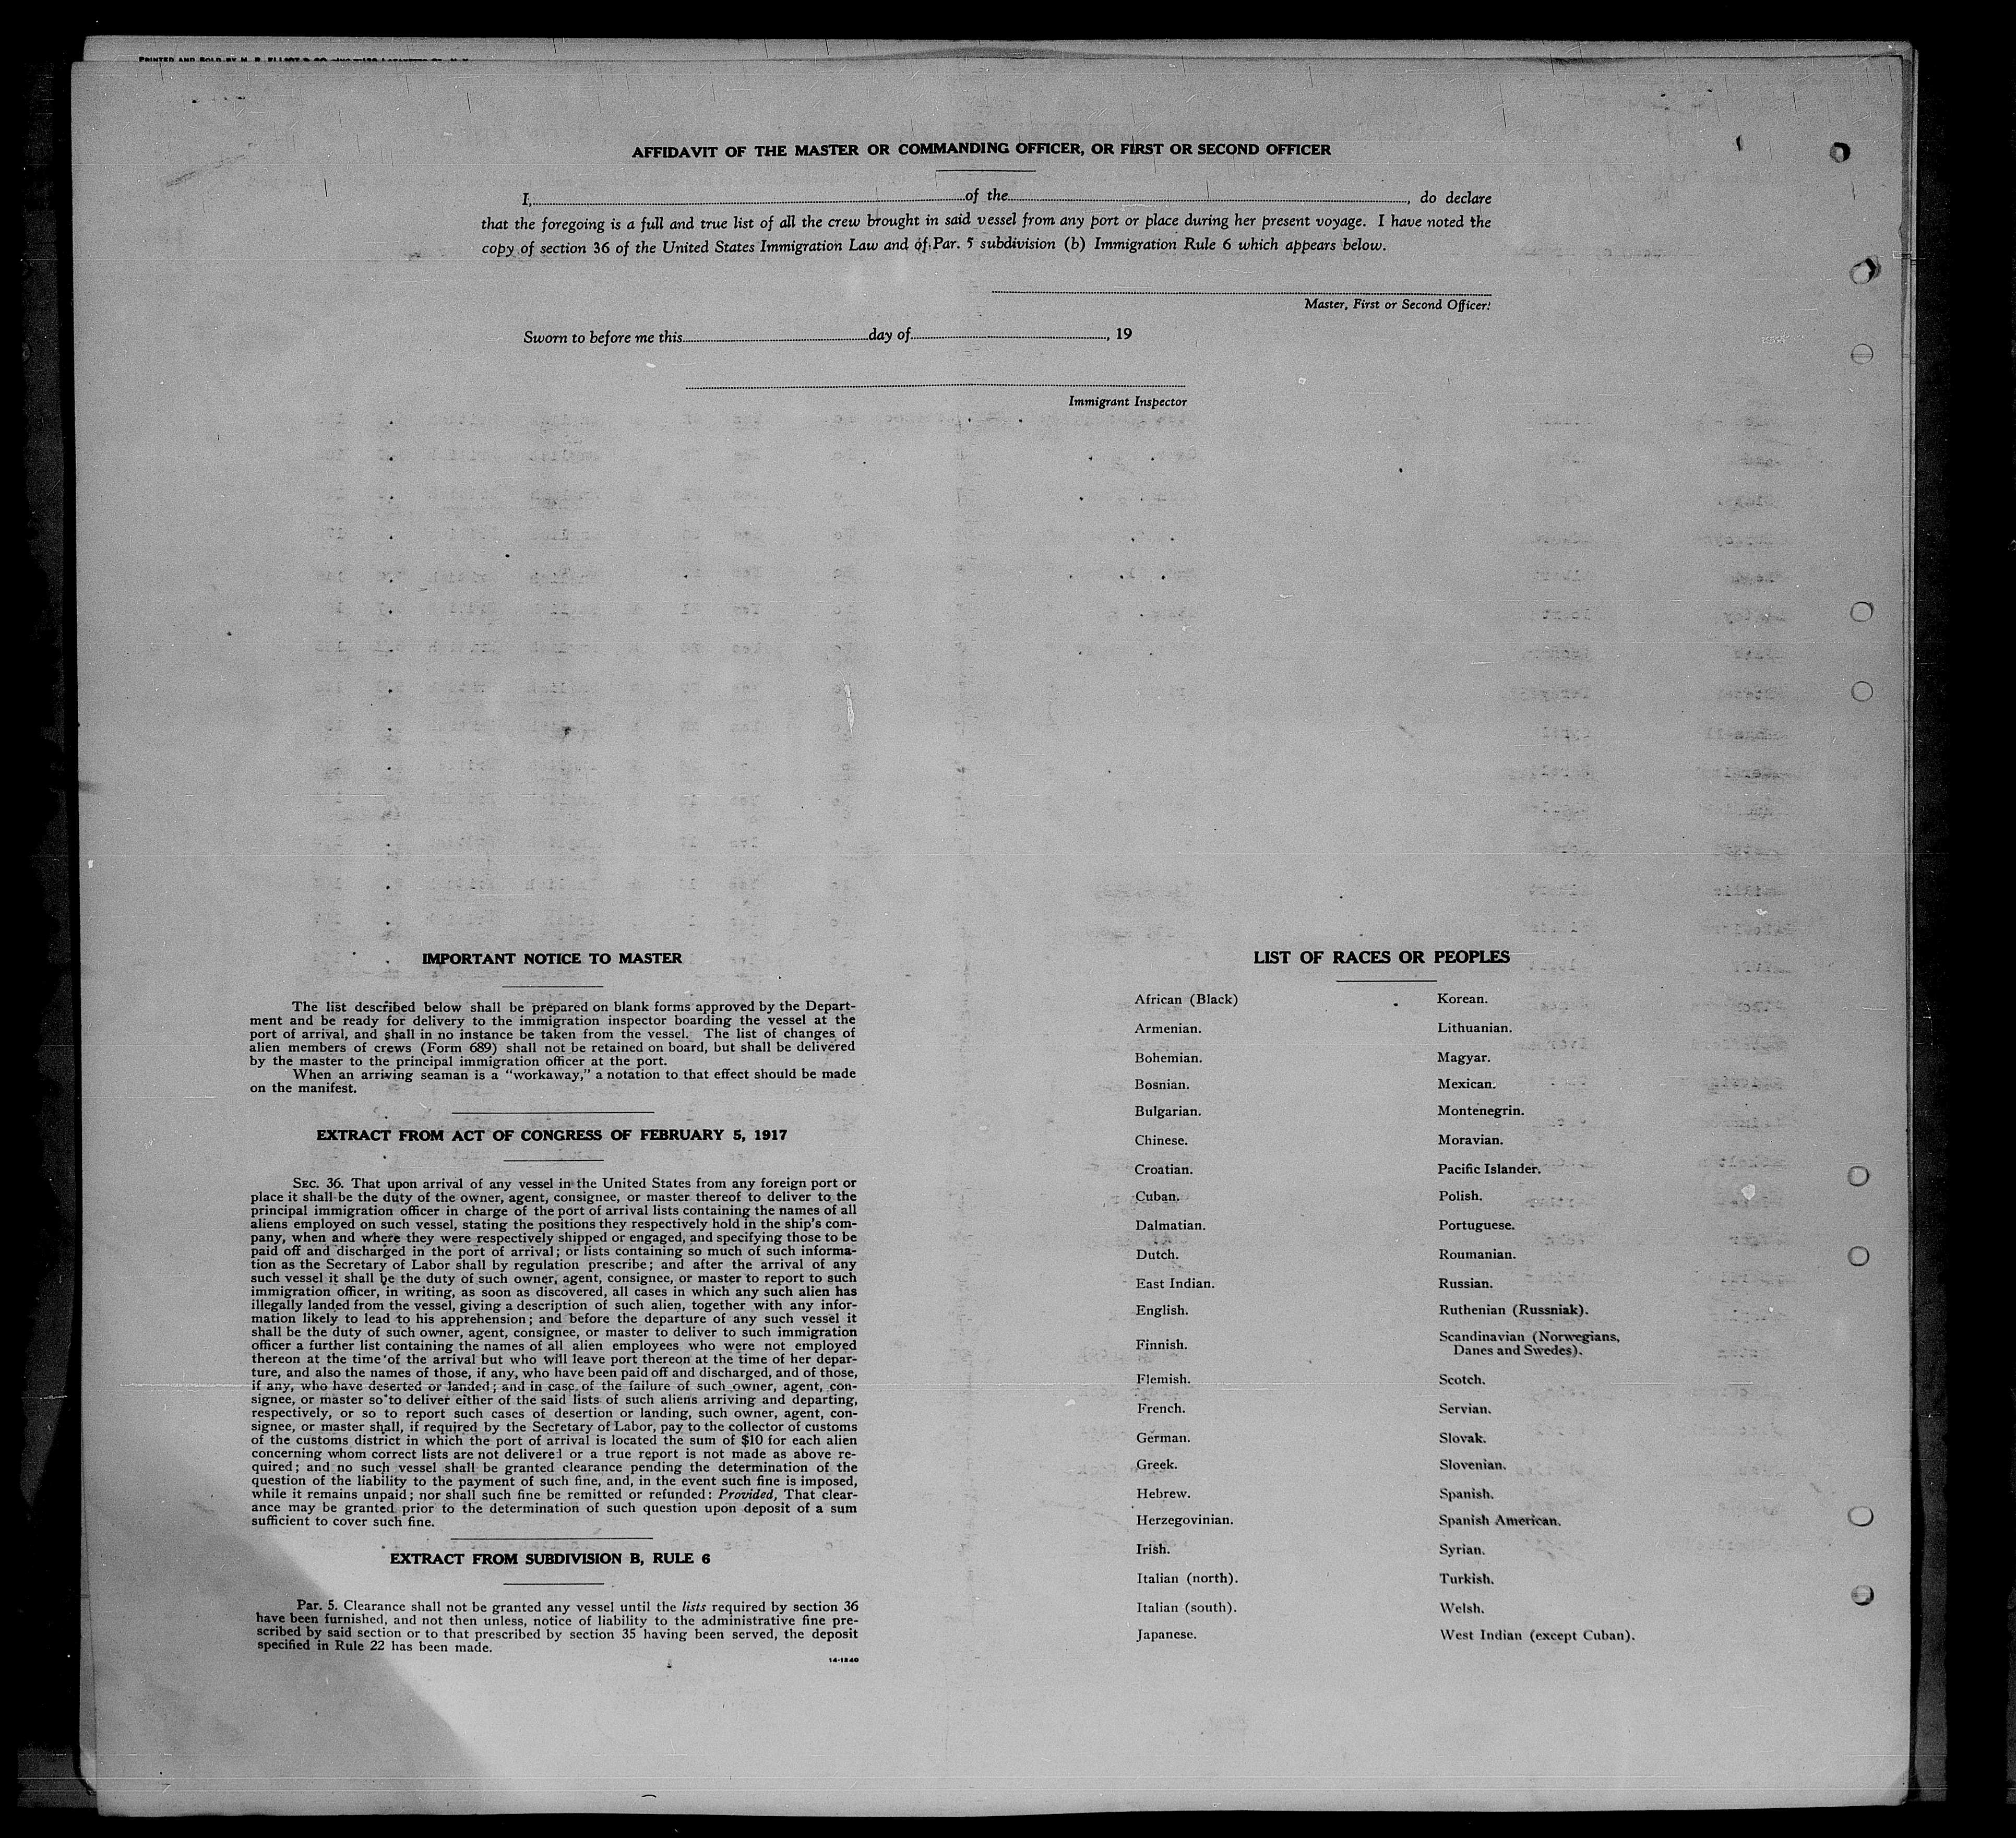 PRINTED AND SOLD BY
AFFIDAVIT OF THE MASTER OR COMMANDING OFFICER, OR FIRST OR SECOND OFFICER
I, of the , do declare
that the foregoing is a full and true list of all the crew brought in said vessel from any port or place during her present voyage. I have noted the
copy of section 36 of the United States Immigration Law and of Par. 5 subdivision (b) Immigration Rule 6 which appears below.
Master, First or Second Officer.
Sworn to before me this day of , 19
Immigrant Inspector
IMPORTANT NOTICE TO MASTER
The list described below shall be prepared on blank forms approved by the Depart-
ment and be ready for delivery to the immigration inspector boarding the vessel at the
port of arrival, and shall in no instance be taken from the vessel. The list of changes of
alien members of crews (Form 689) shall not be retained on board, but shall be delivered
by the master to the principal immigration officer at the port.
When an arriving seaman is a "workaway," a notation to that effect should be made
on the manifest.
EXTRACT FROM ACT OF CONGRESS OF FEBRUARY 5, 1917
SEC. 36. That upon arrival of any vessel in the United States from any foreign port or
place it shall be the duty of the owner, agent, consignee, or master thereof to deliver to the
principal immigration officer in charge of the port of arrival lists containing the names of all
aliens employed on such vessel, stating the positions they respectively hold in the ship's com-
pany, when and where they were respectively shipped or engaged, and specifying those to be
paid off and discharged in the port of arrival; or lists containing so much of such informa-
tion as the Secretary of Labor shall by regulation prescribe; and after the arrival of any
such vessel it shall be the duty of such owner, agent, consignee, or master to report to such
immigration officer, in writing, as soon as discovered, all cases in which any such alien has
illegally landed from the vessel, giving a description of such alien, together with any infor-
mation likely to lead to his apprehension; and before the departure of any such vessel it
shall be the duty of such owner, agent, consignee, or master to deliver to such immigration
officer a further list containing the names of all alien employees who were not employed
thereon at the time of the arrival but who will leave port thereon at the time of her depar-
ture, and also the names of those, if any, who have been paid off and discharged, and of those,
if any, who have deserted or landed; and in case of the failure of such owner, agent, con-
signee, or master so to deliver either of the said lists of such aliens arriving and departing,
respectively, or so to report such cases of desertion or landing, such owner, agent, con-
signee, or master shall, if required by the Secretary of Labor, pay to the collector of customs
of the customs district in which the port of arrival is located the sum of $10 for each alien
concerning whom correct lists are not delivered or a true report is not made as above re-
quired; and no such vessel shall be granted clearance pending the determination of the
question of the liability to the payment of such fine, and, in the event such fine is imposed,
while it remains unpaid; nor shall such fine be remitted or refunded: Provided, That clear-
ance may be granted prior to the determination of such question upon deposit of a sum
sufficient to cover such fine.
EXTRACT FROM SUBDIVISION B, RULE 6
Par. 5. Clearance shall not be granted any vessel until the lists required by section 36
have been furnished, and not then unless, notice of liability to the administrative fine pre-
scribed by said section or to that prescribed by section 35 having been served, the deposit
specified in Rule 22 has been made.
14-1240
LIST OF RACES OR PEOPLES
African (Black)
Armenian.
Bohemian.
Bosnian.
Bulgarian.
Chinese.
Croatian.
Cuban.
Dalmatian.
Dutch.
East Indian.
English.
Finnish.
Flemish.
French.
German.
Greek.
Hebrew.
Herzegovinian.
Irish.
Italian (north).
Italian (south).
Japanese.
Korean.
Lithuanian.
Magyar.
Mexican.
Montenegrin.
Moravian.
Pacific Islander.
Polish.
Portuguese.
Roumanian.
Russian.
Ruthenian (Russniak).
Scandinavian (Norwegians,
Danes and Swedes).
Scotch.
Servian.
Slovak.
Slovenian.
Spanish.
Spanish American.
Syrian.
Turkish.
Welsh.
West Indian (except Cuban).